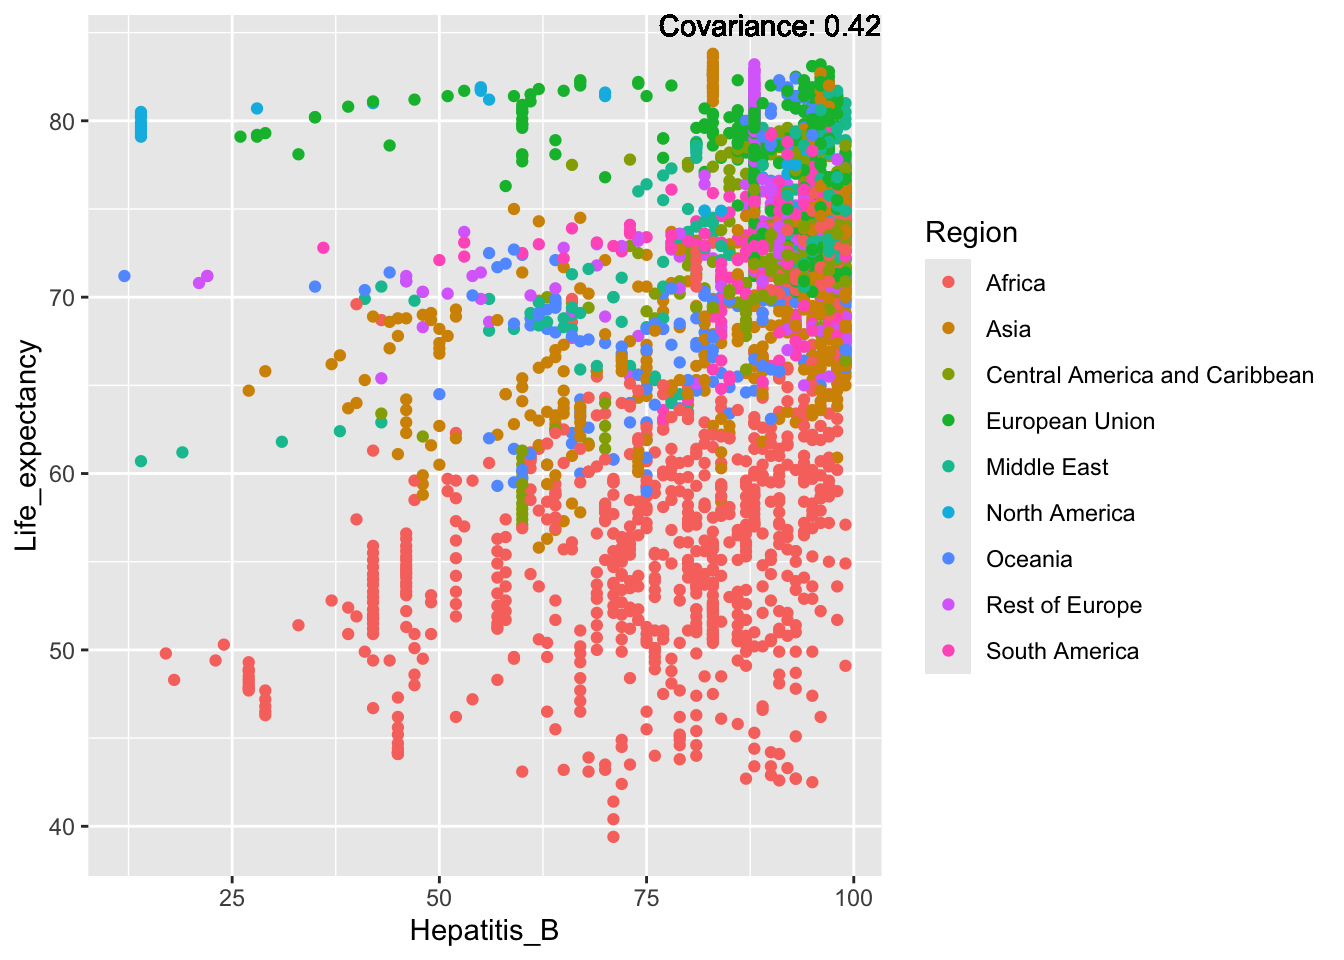 Covariance: 0.42
80
70
60
50
40
Life_expectancy
25
50
75
100
Hepatitis_B
Region
Africa
Asia
Central America and Caribbean
European Union
Middle East
North America
Oceania
Rest of Europe
South America